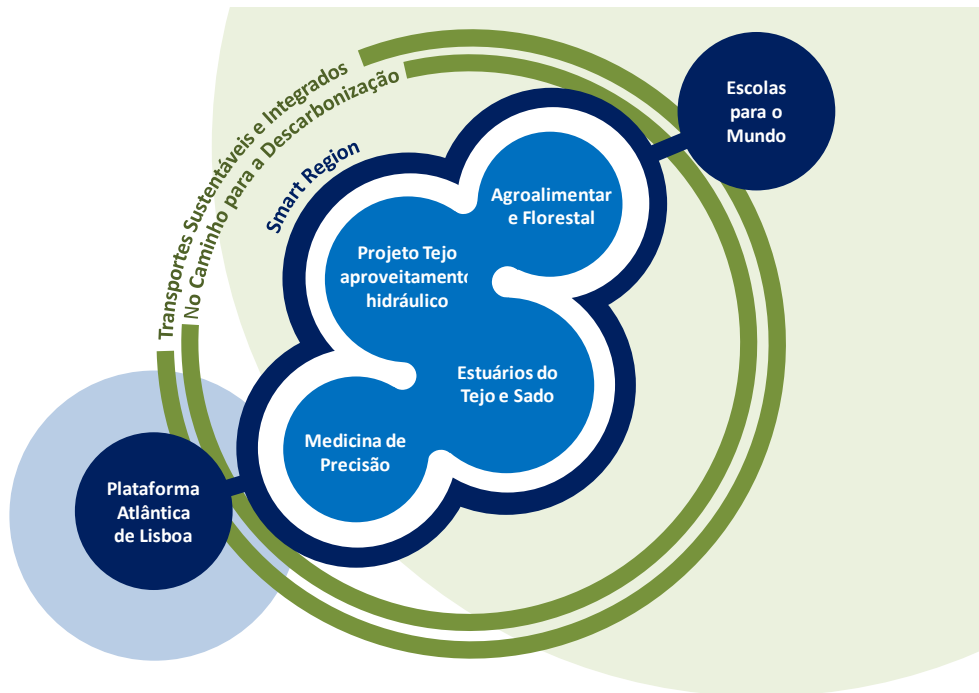 Transportes Sustentáveis e Integrados
No Caminho para a Descarbonização
Smart Region
Escolas
para o
Mundo
Agroalimentar
e Florestal
Projeto Tejo
aproveitamento
hidráulico
Estuários do
Tejo e Sado
Medicina de
Precisão
Plataforma
Atlântica
de Lisboa